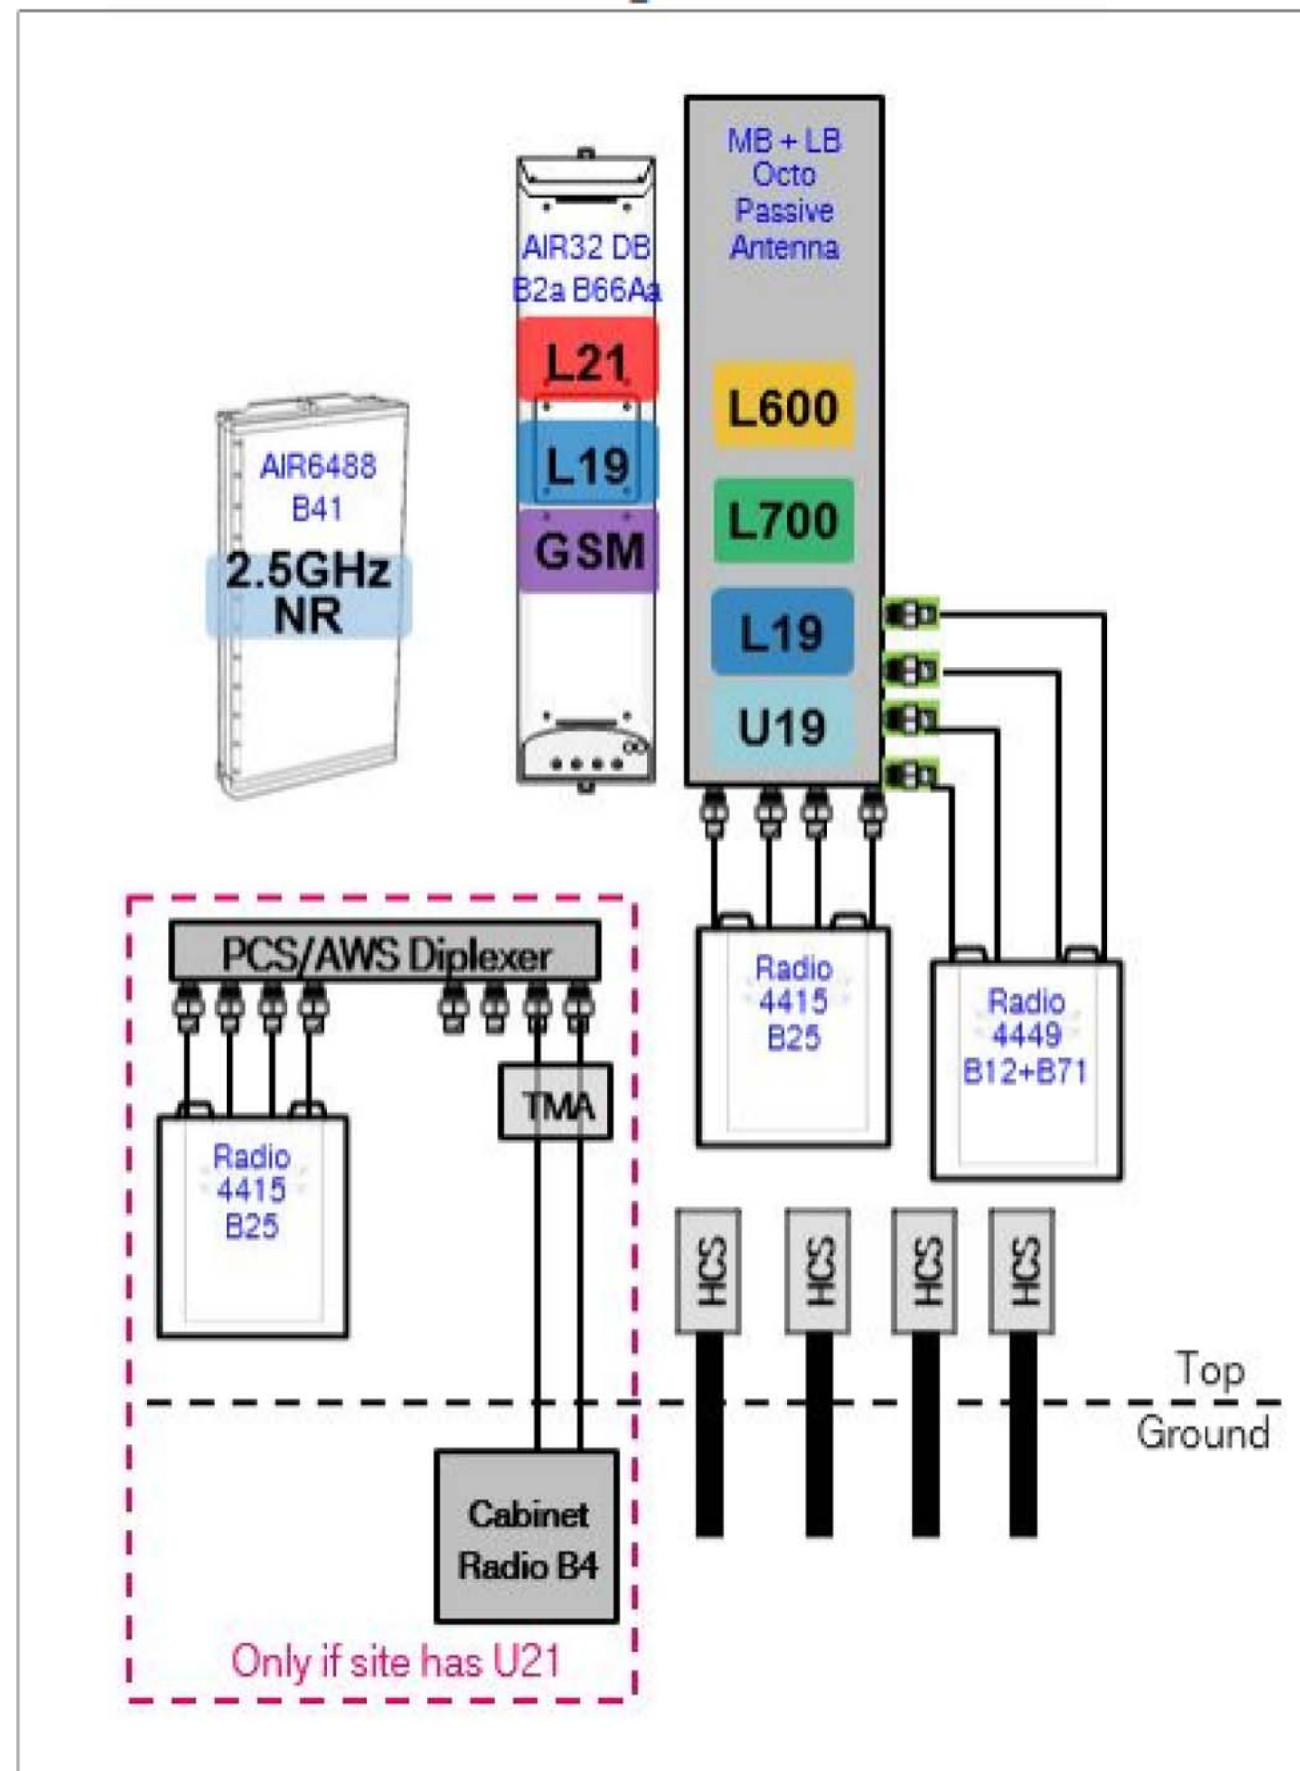 MB + LB
Octo
Passive
Antenna
AIR32 DB
B2a B66Aa
L21
L19
GSM
L600
L700
L19
U19
AIR6488
B41
2.5GHz
NR
PCS/AWS Diplexer
TMA
Radio
4415
B25
Radio
4415
B25
Radio
4449
B12+B71
HCS
HCS
HCS
HCS
Top
Ground
Cabinet
Radio B4
Only if site has U21